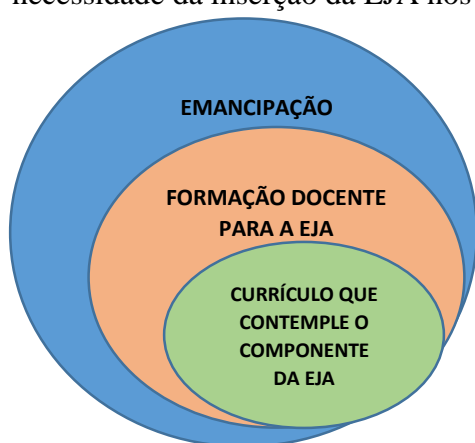 necessidade da inserção da EJA nos
EMANCIPAÇÃO
FORMAÇÃO DOCENTE
PARA A EJA
CURRÍCULO QUE
CONTEMPLE O
COMPONENTE
DA EJA